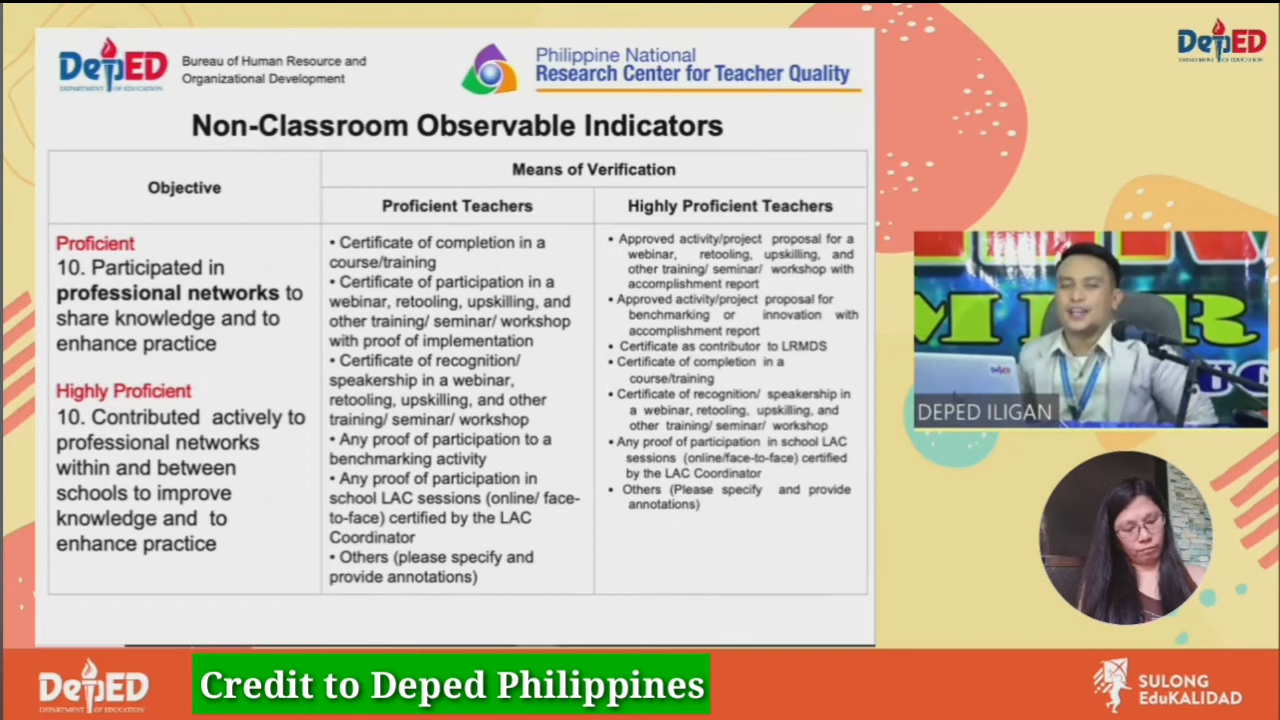 DepED
DEPARTMENT OF EDUCATION
Bureau of Human Resource and
Organizational Development
Philippine National
Research Center for Teacher Quality
DepED
DEPARTMENT OF EDUCATION
Non-Classroom Observable Indicators
Objective
Means of Verification
Proficient Teachers
Highly Proficient Teachers
Proficient
10. Participated in
professional networks to
share knowledge and to
enhance practice
Highly Proficient
10. Contributed actively to
professional networks
within and between
schools to improve
knowledge and to
enhance practice
• Certificate of completion in a
course/training
• Certificate of participation in a
webinar, retooling, upskilling, and
other training/ seminar/ workshop
with proof of implementation
• Certificate of recognition/
speakership in a webinar,
retooling, upskilling, and other
training/ seminar/ workshop
• Any proof of participation to a
benchmarking activity
• Any proof of participation in
school LAC sessions (online/ face-
to-face) certified by the LAC
Coordinator
• Others (please specify and
provide annotations)
• Approved activity/project proposal for a
webinar, retooling, upskilling, and
other training/ seminar/ workshop with
accomplishment report
• Approved activity/project proposal for
benchmarking or innovation with
accomplishment report
• Certificate as contributor to LRMDS
• Certificate of completion in a
course/training
• Certificate of recognition/ speakership in
a webinar, retooling, upskilling, and
other training/ seminar/ workshop
• Any proof of participation in school LAC
sessions (online/face-to-face) certified
by the LAC Coordinator
• Others (Please specify and provide
annotations)
DEPED ILIGAN
DepED
DEPARTMENT OF EDUCATION
Credit to Deped Philippines
SULONG
EduKALIDAD